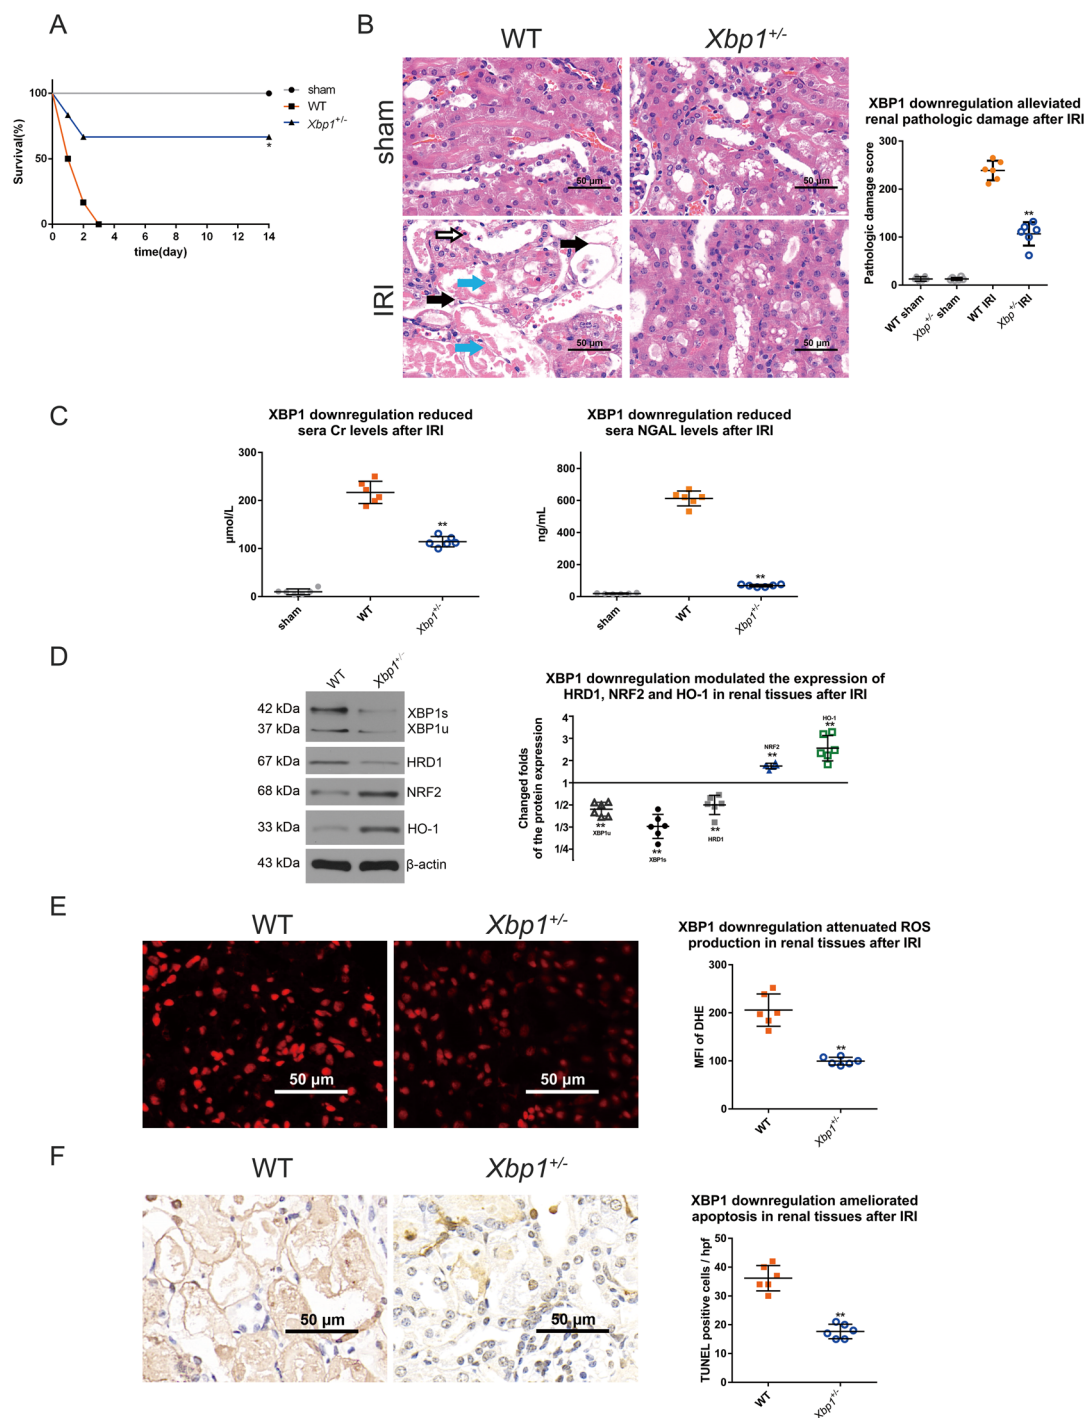 A
Survival(%)
100
50
0
0
2
4
6
8
10
12
14
time(day)
sham
WT
Xbp1+/-
*
B
WT
Xbp1+/-
sham
IRI
50 μm
50 μm
50 μm
50 μm
XBP1 downregulation alleviated
renal pathologic damage after IRI
Pathologic damage score
300
200
100
0
**
WT sham
Xbp+/- sham
WT IRI
Xbp+/- IRI
C
XBP1 downregulation reduced
sera Cr levels after IRI
μmol/L
300
200
100
0
**
sham
WT
Xbp1+/-
XBP1 downregulation reduced
sera NGAL levels after IRI
ng/mL
800
600
400
200
0
**
sham
WT
Xbp1+/-
D
WT
Xbp1+/-
42 kDa
XBP1s
37 kDa
XBP1u
67 kDa
HRD1
68 kDa
NRF2
33 kDa
HO-1
43 kDa
β-actin
XBP1 downregulation modulated the expression of
HRD1, NRF2 and HO-1 in renal tissues after IRI
Changed folds
of the protein expression
4
3
2
1
1/2
1/3
1/4
**
XBP1u
**
XBP1s
**
HRD1
NRF2
**
HO-1
**
E
WT
Xbp1+/-
50 μm
50 μm
XBP1 downregulation attenuated ROS
production in renal tissues after IRI
MFI of DHE
300
200
100
0
**
WT
Xbp1+/-
F
WT
Xbp1+/-
50 μm
50 μm
XBP1 downregulation ameliorated
apoptosis in renal tissues after IRI
TUNEL positive cells / hpf
50
40
30
20
10
0
**
WT
Xbp1+/-